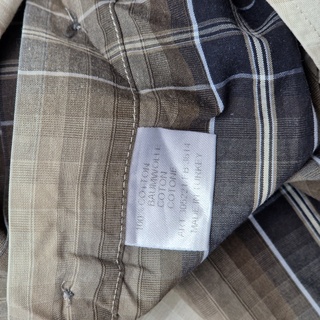 100% COTTON
BAUMWOLLE
COTON
COTONE
MADE IN TURKEY